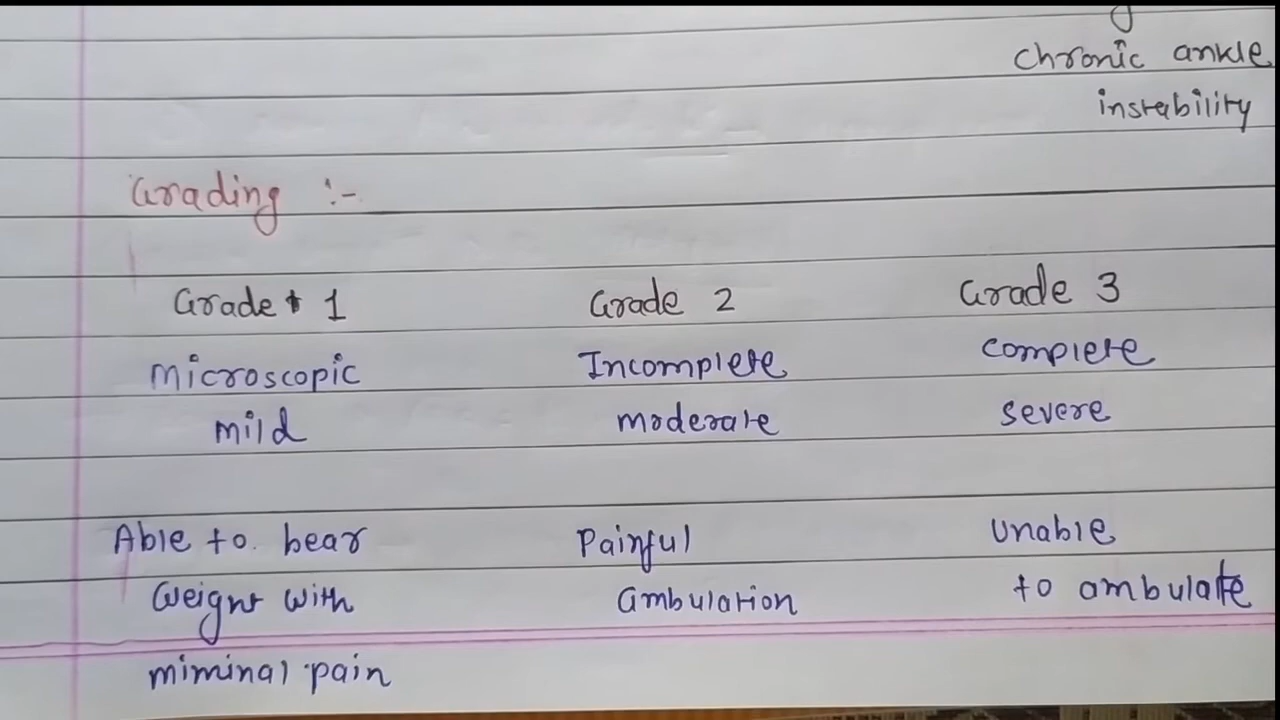 chronic ankle
instability
Grading :-
Grade 1 Grade 2 Grade 3
Microscopic Incomplete complete
Mild moderate severe
Able to bear Painful Unable
weight with ambulation to ambulate
miminal pain